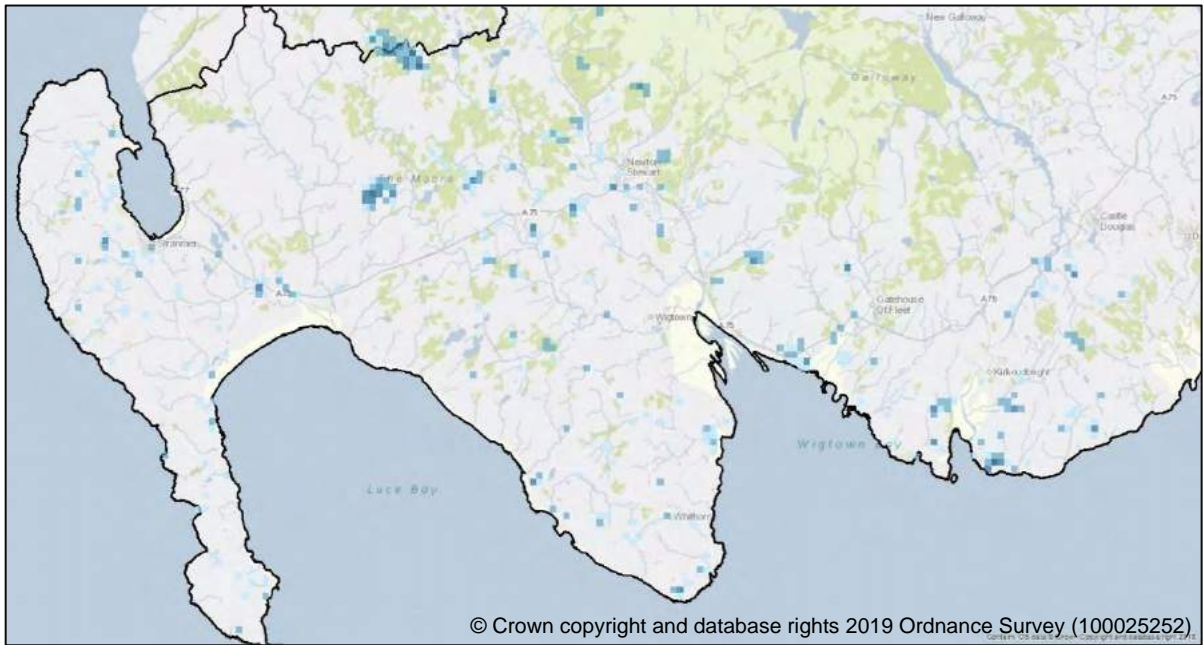 New Galloway
Galloway
A75
Newton
Stewart
The Moors
A75
Castle
Douglas
Stranraer
Gatehouse
Of Fleet
A75
Wigtown
Kirkcudbright
Wigtown Bay
Luce Bay
Whithorn
© Crown copyright and database rights 2019 Ordnance Survey (100025252)